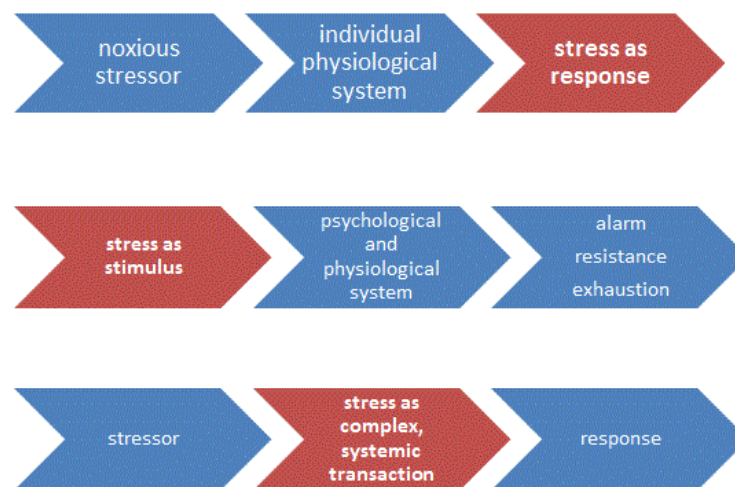 noxious
stressor
individual
physiological
system
stress as
response
stress as
stimulus
psychological
and
physiological
system
alarm
resistance
exhaustion
stressor
stress as
complex,
systemic
transaction
response